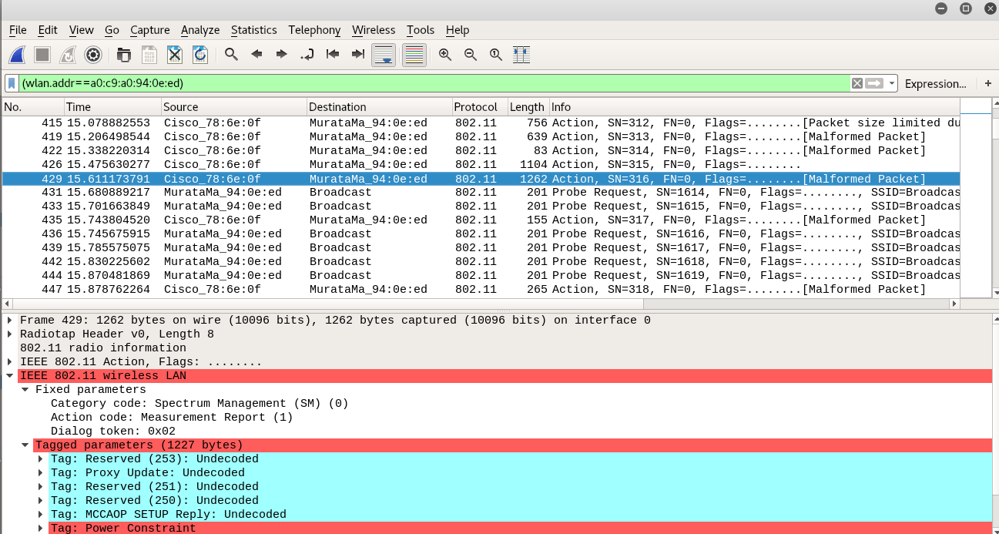 File Edit View Go Capture Analyze Statistics Telephony Wireless Tools Help
(wlan.addr==a0:c9:a0:94:0e:ed) Expression... +
No. Time Source Destination Protocol Length Info
415 15.078882553 Cisco_78:6e:0f MurataMa_94:0e:ed 802.11 756 Action, SN=312, FN=0, Flags=........[Packet size limited du
419 15.206498544 Cisco_78:6e:0f MurataMa_94:0e:ed 802.11 639 Action, SN=313, FN=0, Flags=........[Malformed Packet]
422 15.338220314 Cisco_78:6e:0f MurataMa_94:0e:ed 802.11 83 Action, SN=314, FN=0, Flags=........[Malformed Packet]
426 15.475630277 Cisco_78:6e:0f MurataMa_94:0e:ed 802.11 1104 Action, SN=315, FN=0, Flags=........
429 15.611173791 Cisco_78:6e:0f MurataMa_94:0e:ed 802.11 1262 Action, SN=316, FN=0, Flags=........[Malformed Packet]
431 15.680889217 MurataMa_94:0e:ed Broadcast 802.11 201 Probe Request, SN=1614, FN=0, Flags=........, SSID=Broadcas
433 15.701663849 MurataMa_94:0e:ed Broadcast 802.11 201 Probe Request, SN=1615, FN=0, Flags=........, SSID=Broadcas
435 15.743804520 Cisco_78:6e:0f MurataMa_94:0e:ed 802.11 155 Action, SN=317, FN=0, Flags=........[Malformed Packet]
436 15.745675915 MurataMa_94:0e:ed Broadcast 802.11 201 Probe Request, SN=1616, FN=0, Flags=........, SSID=Broadcas
439 15.785575075 MurataMa_94:0e:ed Broadcast 802.11 201 Probe Request, SN=1617, FN=0, Flags=........, SSID=Broadcas
442 15.830225602 MurataMa_94:0e:ed Broadcast 802.11 201 Probe Request, SN=1618, FN=0, Flags=........, SSID=Broadcas
444 15.870481869 MurataMa_94:0e:ed Broadcast 802.11 201 Probe Request, SN=1619, FN=0, Flags=........, SSID=Broadcas
447 15.878762264 Cisco_78:6e:0f MurataMa_94:0e:ed 802.11 265 Action, SN=318, FN=0, Flags=........[Malformed Packet]
Frame 429: 1262 bytes on wire (10096 bits), 1262 bytes captured (10096 bits) on interface 0
Radiotap Header v0, Length 8
802.11 radio information
IEEE 802.11 Action, Flags: ........
IEEE 802.11 wireless LAN
Fixed parameters
Category code: Spectrum Management (SM) (0)
Action code: Measurement Report (1)
Dialog token: 0x02
Tagged parameters (1227 bytes)
Tag: Reserved (253): Undecoded
Tag: Proxy Update: Undecoded
Tag: Reserved (251): Undecoded
Tag: Reserved (250): Undecoded
Tag: MCCAOP SETUP Reply: Undecoded
Tag: Power Constraint